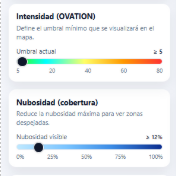 Intensidad (OVATION)
Define el umbral mínimo que se visualizará en el
mapa.
Umbral actual ≥ 5
5 20 40 60 80
Nubosidad (cobertura)
Reduce la nubosidad máxima para ver zonas
despejadas.
Nubosidad visible ≥ 12%
0% 25% 50% 75% 100%